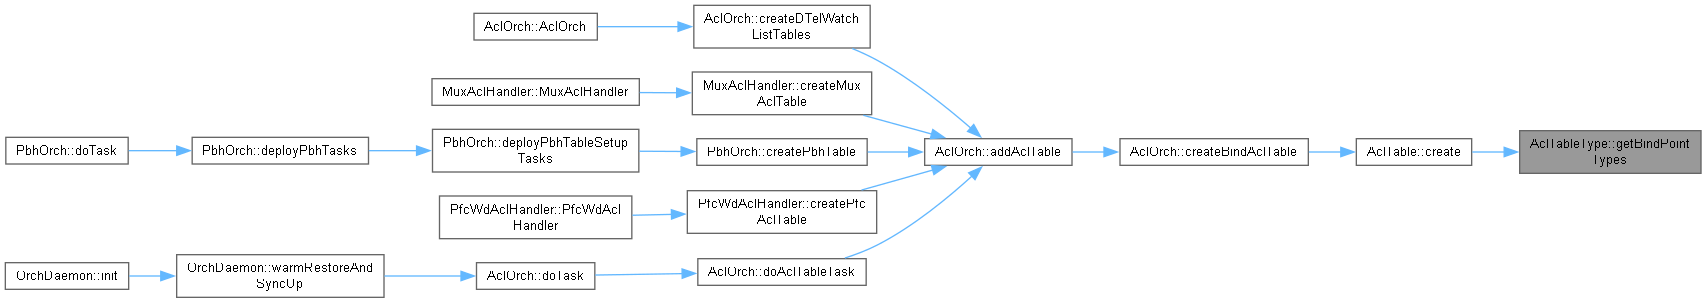 AclOrch::AclOrch
AclOrch::createDTelWatch
ListTables
MuxAclHandler::MuxAclHandler
MuxAclHandler::createMux
AclTable
PbhOrch::doTask
PbhOrch::deployPbhTasks
PbhOrch::deployPbhTableSetup
Tasks
PbhOrch::createPbhTable
AclOrch::addAclTable
AclOrch::createBindAclTable
AclTable::create
AclTableType::getBindPoint
Types
PfcWdAclHandler::PfcWdAcl
Handler
PfcWdAclHandler::createPfc
AclTable
OrchDaemon::init
OrchDaemon::warmRestoreAnd
SyncUp
AclOrch::doTask
AclOrch::doAclTableTask